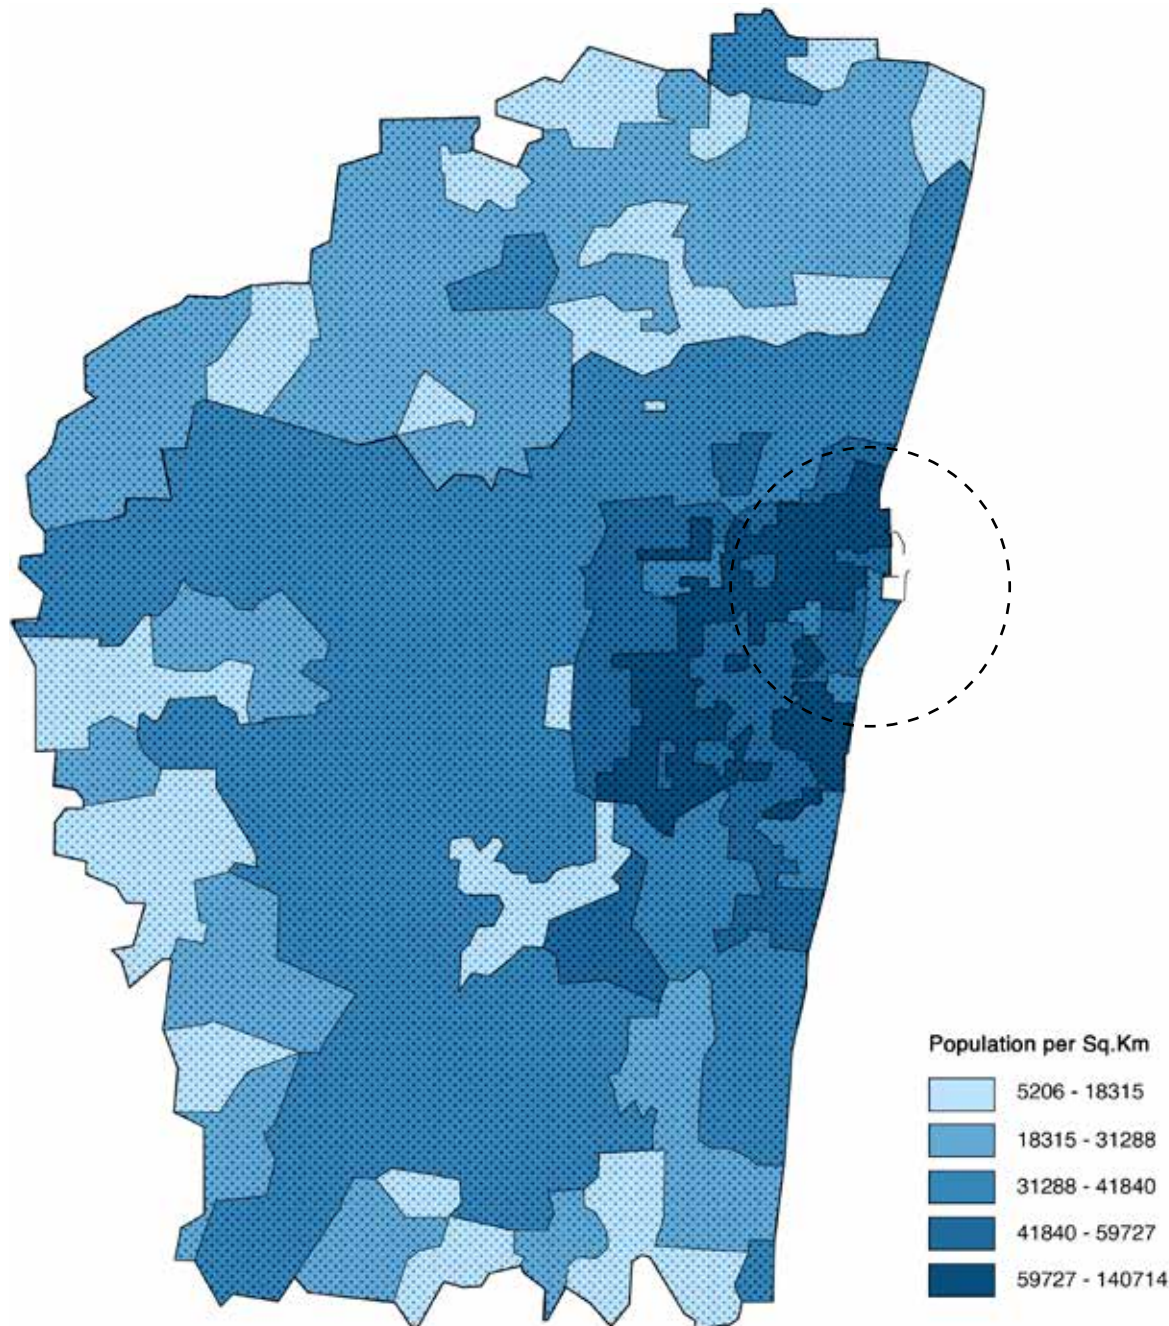 Population per Sq.Km
5206 - 18315
18315 - 31288
31288 - 41840
41840 - 59727
59727 - 140714